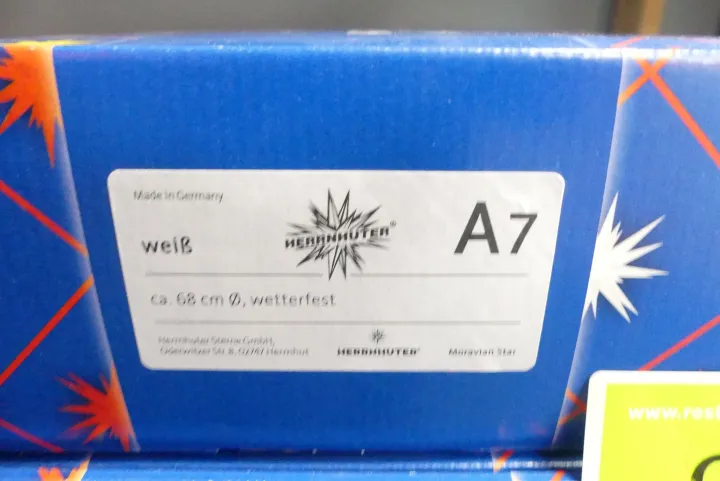 Made in Germany
weiß
HERRNHUTER®
A7
ca. 68 cm Ø, wetterfest
Herrnhuter Sterne GmbH,
Oderwitzer Str. 8, 02747 Herrnhut
HERRNHUTER®
Moravian Star
www.rosi